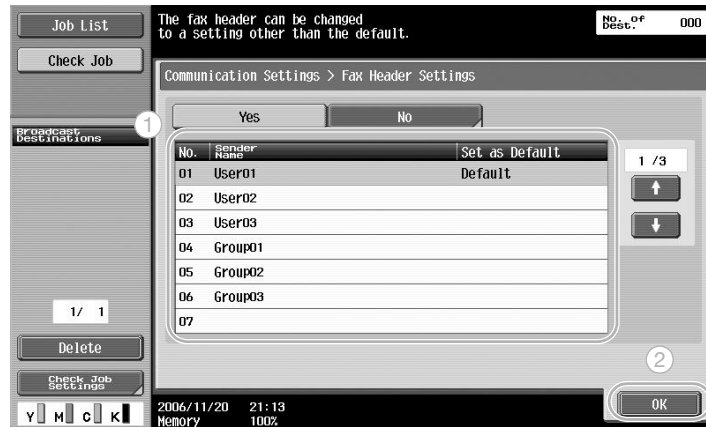 Job List
Check Job
The fax header can be changed
to a setting other than the default.
No. of
Dest.
000
Communication Settings > Fax Header Settings
1
Yes
No
Broadcast
Destinations
No.
Sender
Name
Set as Default
01 User01 Default
02 User02
03 User03
04 Group01
05 Group02
06 Group03
07
1 /3
1/ 1
Delete
Check Job
Settings
2
OK
Y M C K
2006/11/20 21:13
Memory 100%